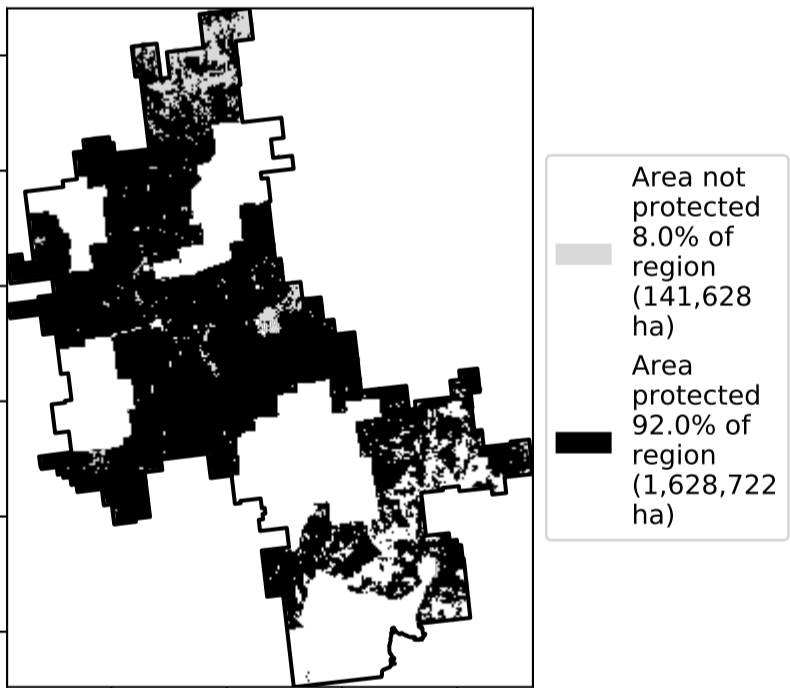 Area not
protected
8.0% of
region
(141,628
ha)
Area
protected
92.0% of
region
(1,628,722
ha)